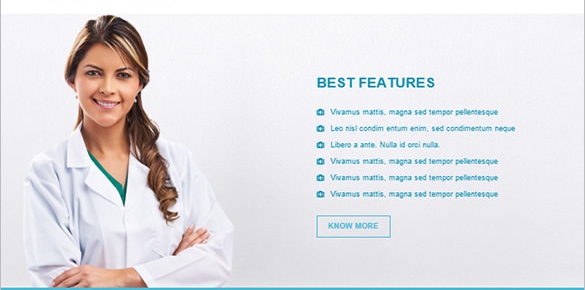 BEST FEATURES
Vivamus mattis, magna sed tempor pellentesque
Leo nisl condim entum enim, sed condimentum neque
Libero a ante. Nulla id orci nulla.
Vivamus mattis, magna sed tempor pellentesque
Vivamus mattis, magna sed tempor pellentesque
Vivamus mattis, magna sed tempor pellentesque
KNOW MORE